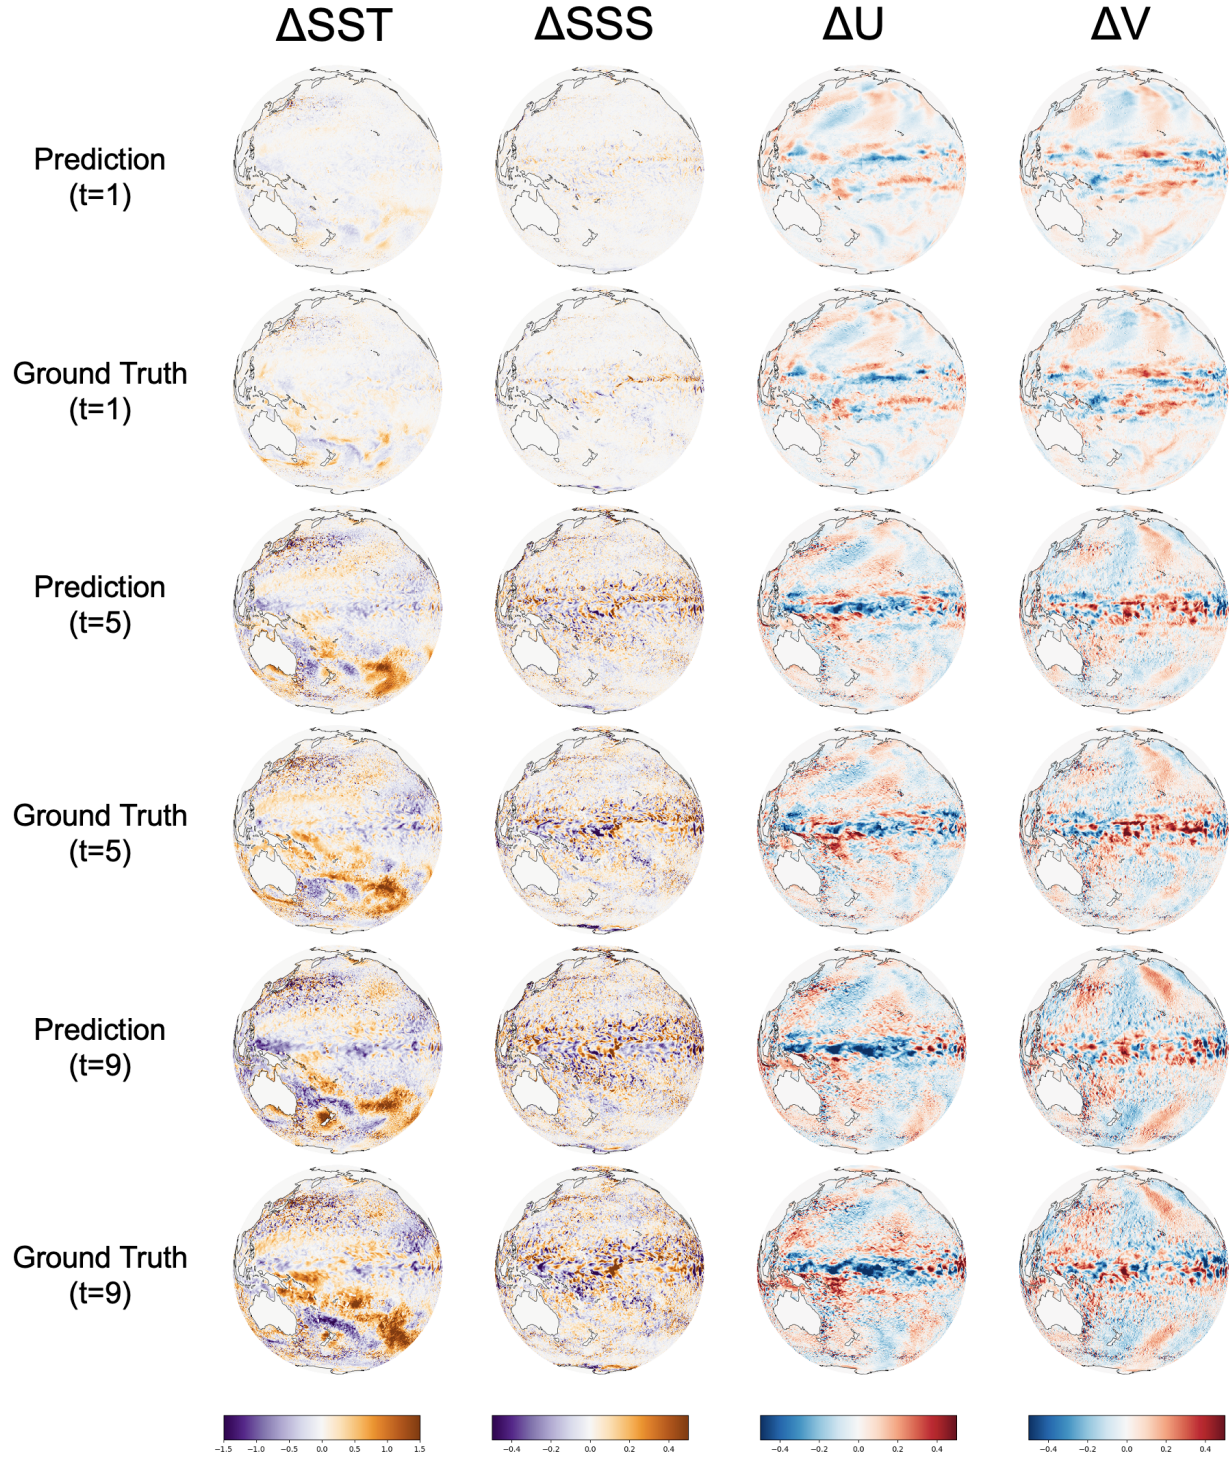 ΔSST ΔSSS ΔU ΔV
Prediction
(t=1)
Ground Truth
(t=1)
Prediction
(t=5)
Ground Truth
(t=5)
Prediction
(t=9)
Ground Truth
(t=9)
−1.5 −1.0 −0.5 0.0 0.5 1.0 1.5 −0.4 −0.2 0.0 0.2 0.4 −0.4 −0.2 0.0 0.2 0.4 −0.4 −0.2 0.0 0.2 0.4